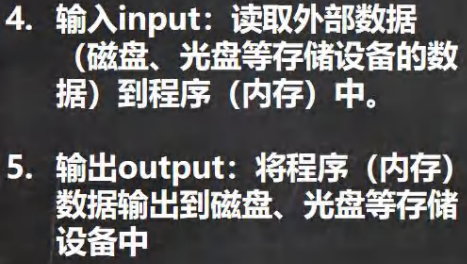 4. 输入input：读取外部数据
（磁盘、光盘等存储设备的数
据）到程序（内存）中。
5. 输出output：将程序（内存）
数据输出到磁盘、光盘等存储
设备中